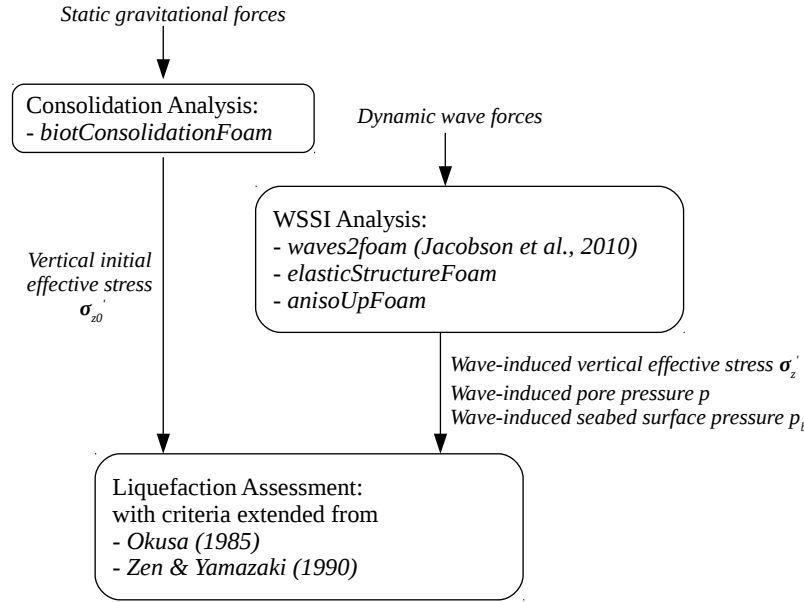 Static gravitational forces
Consolidation Analysis:
- biotConsolidationFoam
Dynamic wave forces
WSSI Analysis:
- waves2foam (Jacobson et al., 2010)
- elasticStructureFoam
- anisoUpFoam
Vertical initial
effective stress
σz0'
Wave-induced vertical effective stress σz'
Wave-induced pore pressure p
Wave-induced seabed surface pressure pb
Liquefaction Assessment:
with criteria extended from
- Okusa (1985)
- Zen & Yamazaki (1990)